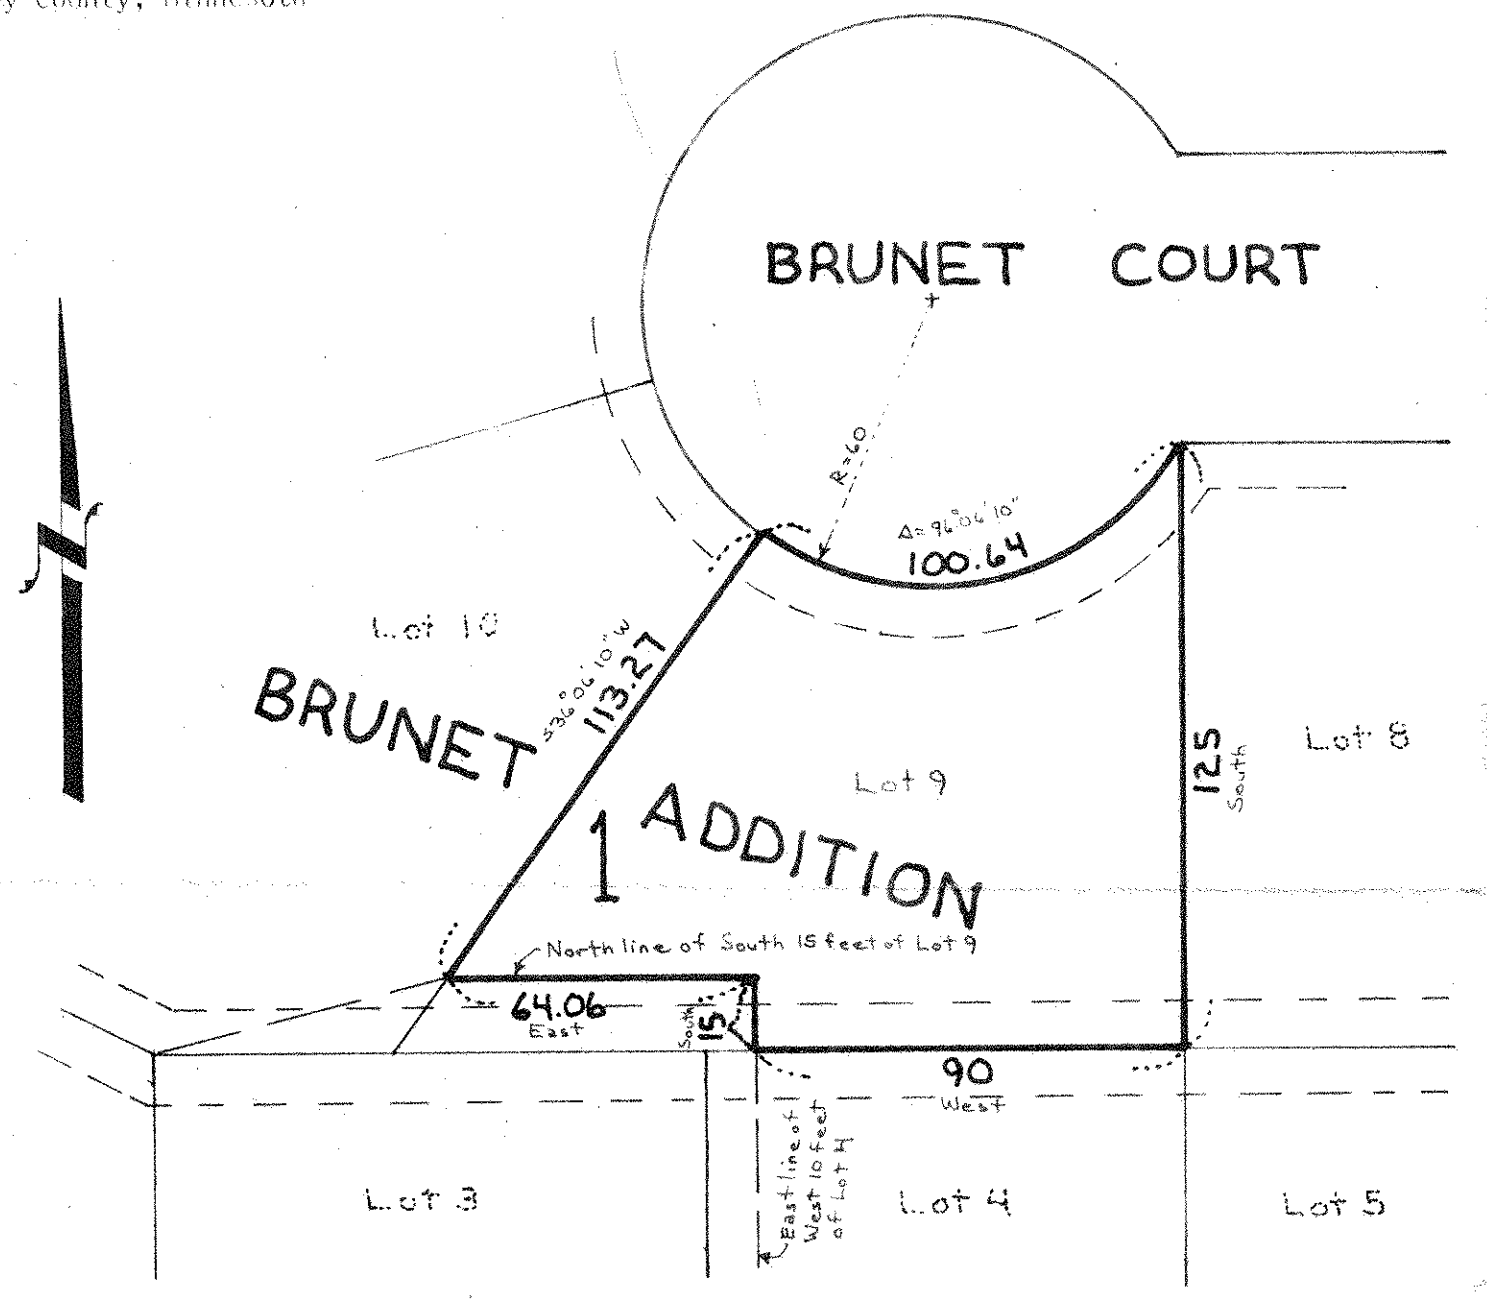 County, Minnesota
BRUNET COURT
R=60
Δ=96°06'10"
100.64
Lot 10
S36°06'10"W
113.27
BRUNET ADDITION
Lot 9
125
South
Lot 8
1
North line of South 15 feet of Lot 9
64.06
East
South
15
90
West
East line of
West 10 feet
of Lot 4
Lot 3
Lot 4
Lot 5